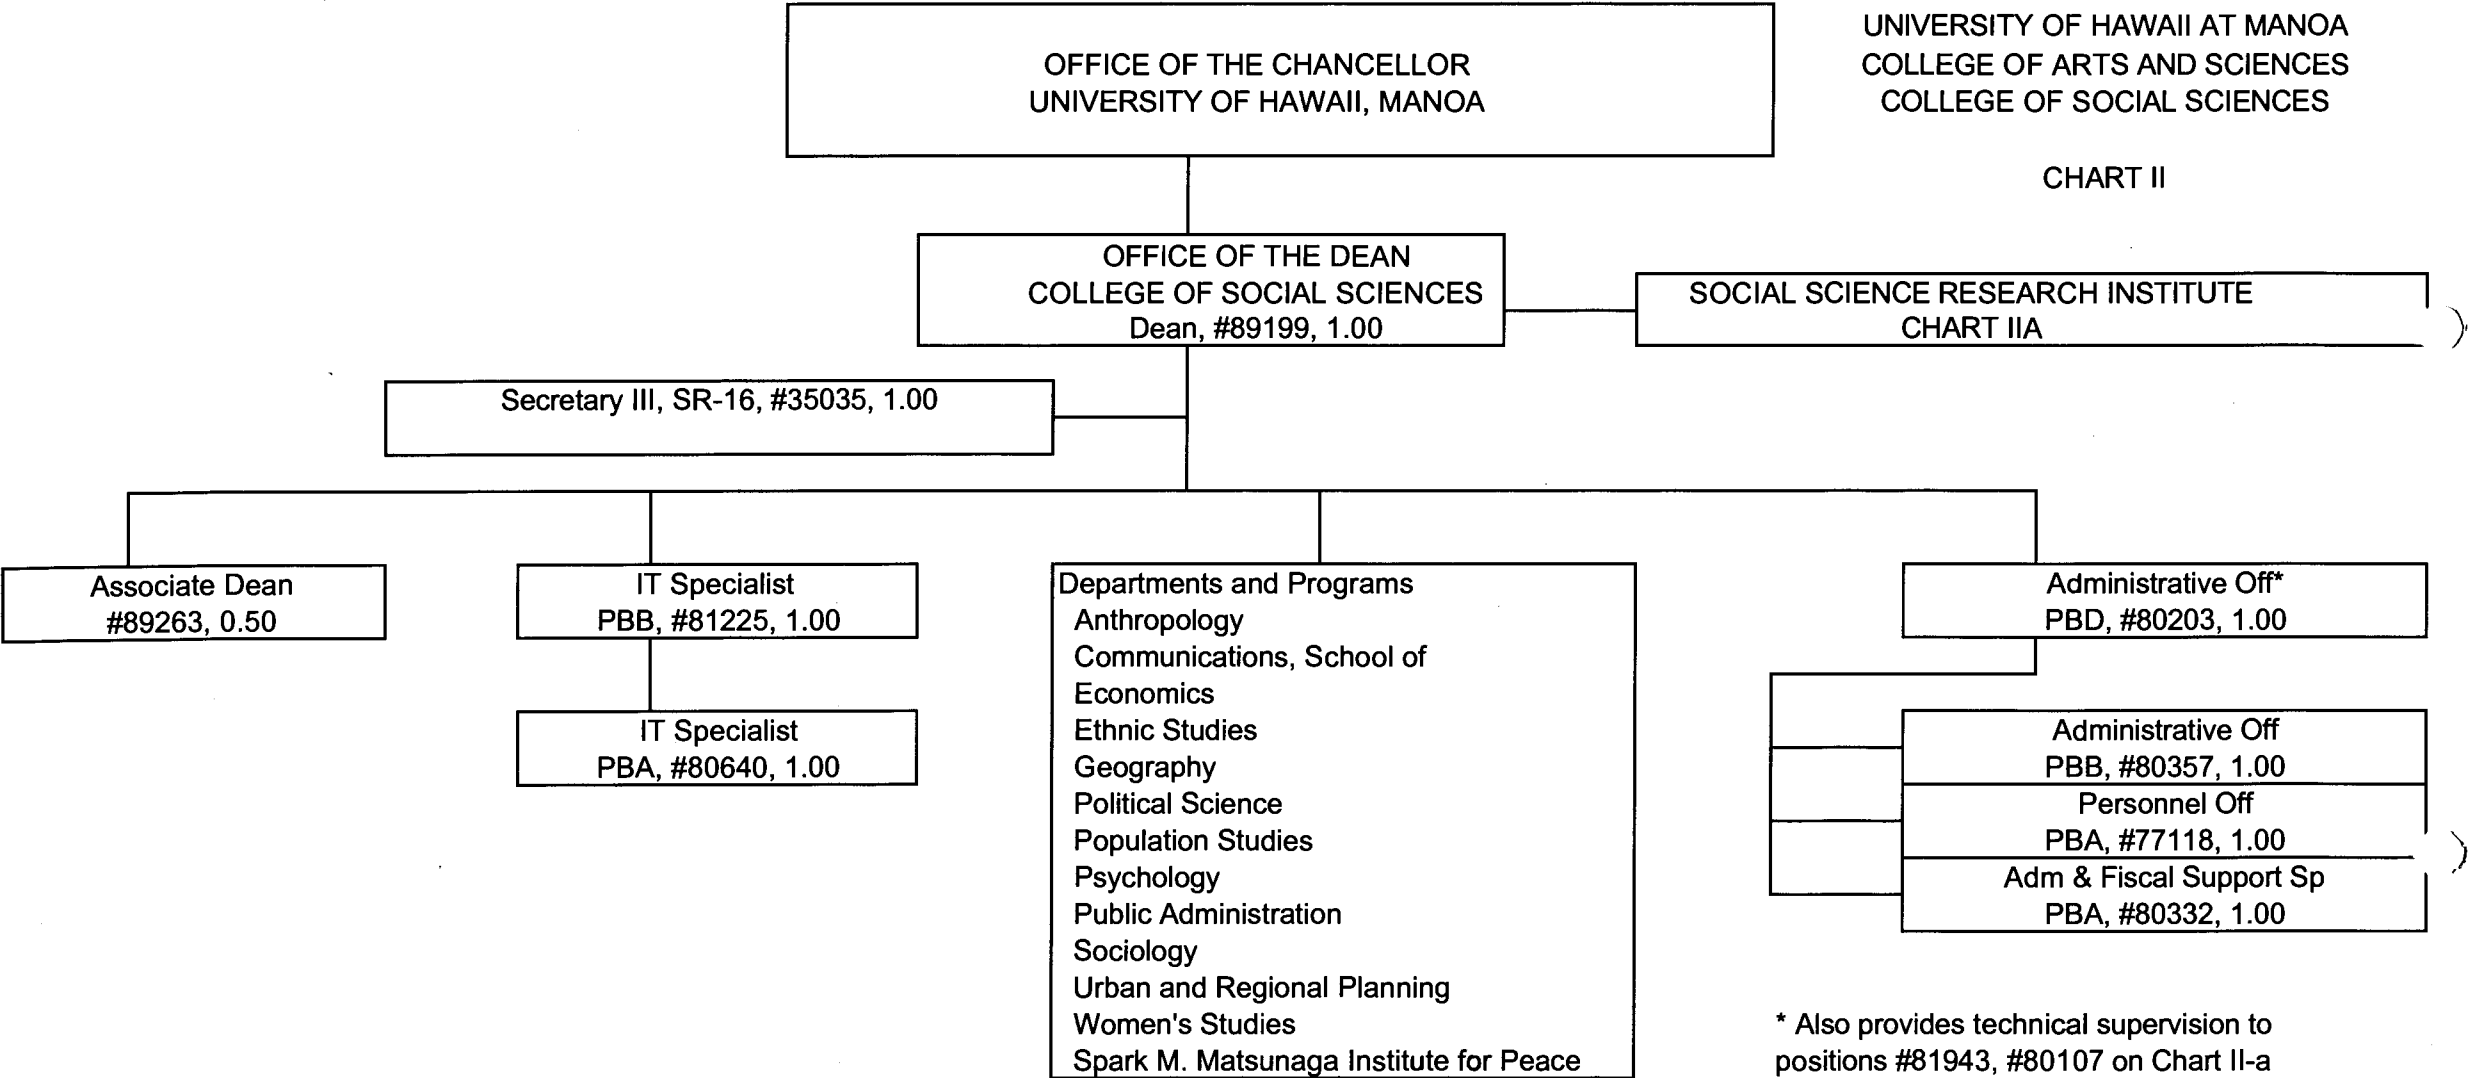 OFFICE OF THE CHANCELLOR
UNIVERSITY OF HAWAII, MANOA
UNIVERSITY OF HAWAII AT MANOA
COLLEGE OF ARTS AND SCIENCES
COLLEGE OF SOCIAL SCIENCES
CHART II
OFFICE OF THE DEAN
COLLEGE OF SOCIAL SCIENCES
Dean, #89199, 1.00
SOCIAL SCIENCE RESEARCH INSTITUTE
CHART IIA
Secretary III, SR-16, #35035, 1.00
Associate Dean
#89263, 0.50
IT Specialist
PBB, #81225, 1.00
IT Specialist
PBA, #80640, 1.00
Departments and Programs
Anthropology
Communications, School of
Economics
Ethnic Studies
Geography
Political Science
Population Studies
Psychology
Public Administration
Sociology
Urban and Regional Planning
Women's Studies
Spark M. Matsunaga Institute for Peace
Administrative Off*
PBD, #80203, 1.00
Administrative Off
PBB, #80357, 1.00
Personnel Off
PBA, #77118, 1.00
Adm & Fiscal Support Sp
PBA, #80332, 1.00
* Also provides technical supervision to
positions #81943, #80107 on Chart II-a